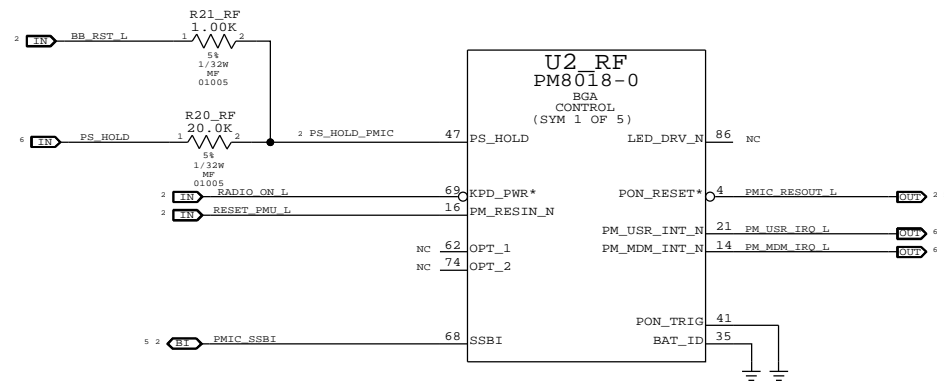 R21_RF
1.00K
2 IN BB_RST_L 1 2
5%
1/32W
MF
01005
U2_RF
PM8018-0
BGA
CONTROL
(SYM 1 OF 5)
R20_RF
20.0K
6 IN PS_HOLD 1 2 2 PS_HOLD_PMIC 47 PS_HOLD LED_DRV_N 86 NC
5%
1/32W
MF
01005
2 IN RADIO_ON_L 69 KPD_PWR* PON_RESET* 4 PMIC_RESOUT_L OUT 2
2 IN RESET_PMU_L 16 PM_RESIN_N
PM_USR_INT_N 21 PM_USR_IRQ_L OUT 6
NC 62 OPT_1 PM_MDM_INT_N 14 PM_MDM_IRQ_L OUT 6
NC 74 OPT_2
PON_TRIG 41
5 2 BI PMIC_SSBI 68 SSBI BAT_ID 35